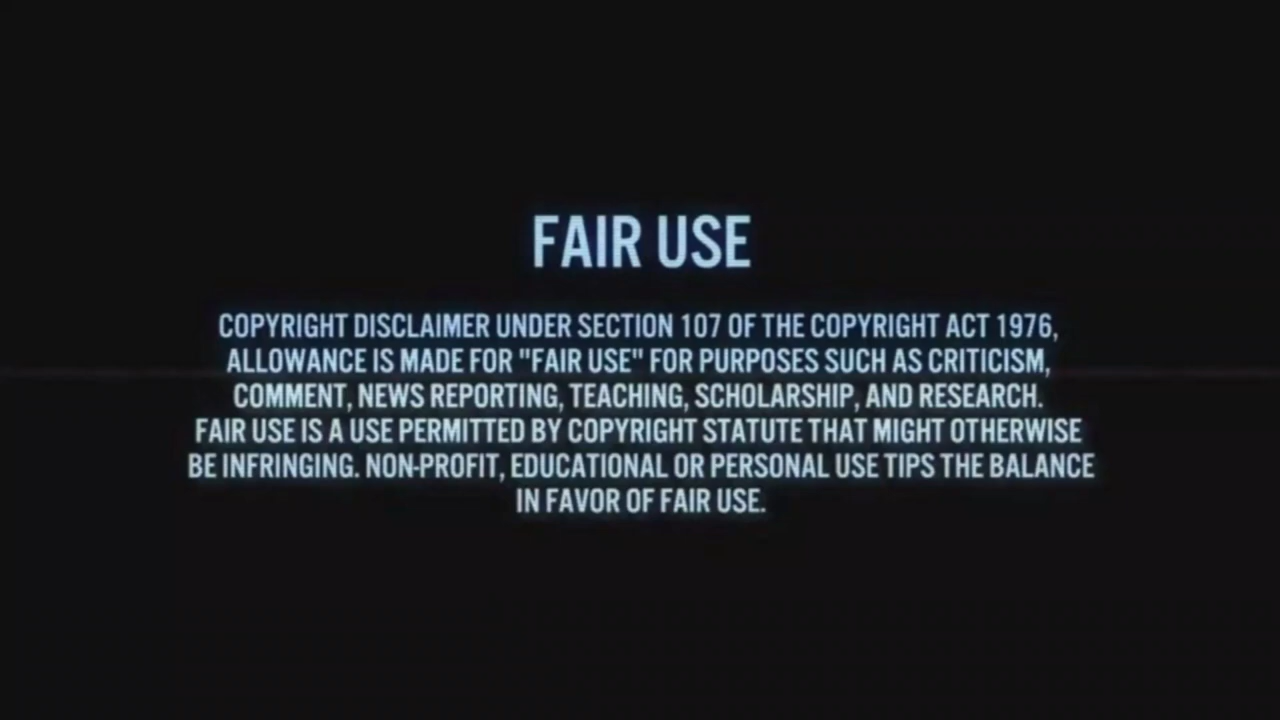 FAIR USE
COPYRIGHT DISCLAIMER UNDER SECTION 107 OF THE COPYRIGHT ACT 1976,
ALLOWANCE IS MADE FOR "FAIR USE" FOR PURPOSES SUCH AS CRITICISM,
COMMENT, NEWS REPORTING, TEACHING, SCHOLARSHIP, AND RESEARCH.
FAIR USE IS A USE PERMITTED BY COPYRIGHT STATUTE THAT MIGHT OTHERWISE
BE INFRINGING. NON-PROFIT, EDUCATIONAL OR PERSONAL USE TIPS THE BALANCE
IN FAVOR OF FAIR USE.